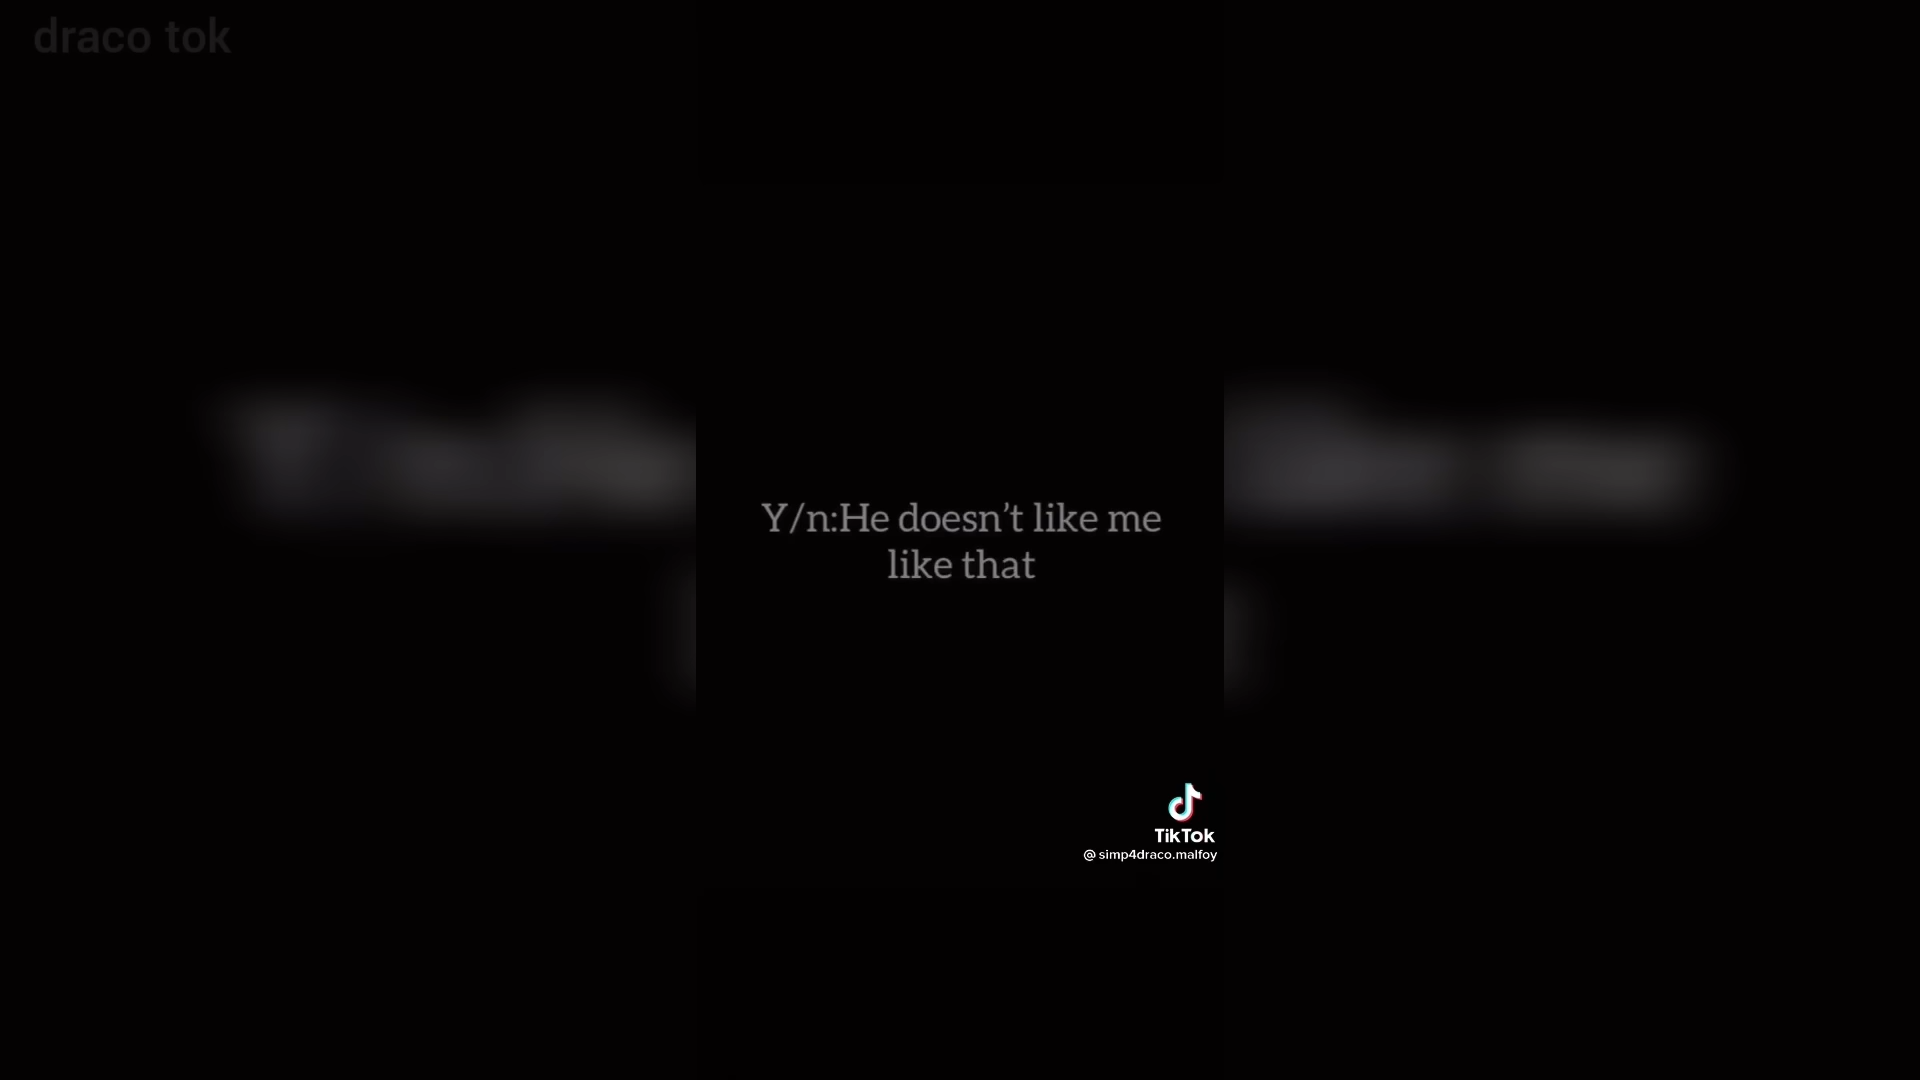 draco tok
Y/n:He doesn’t like me
like that
TikTok
@ simp4draco.malfoy